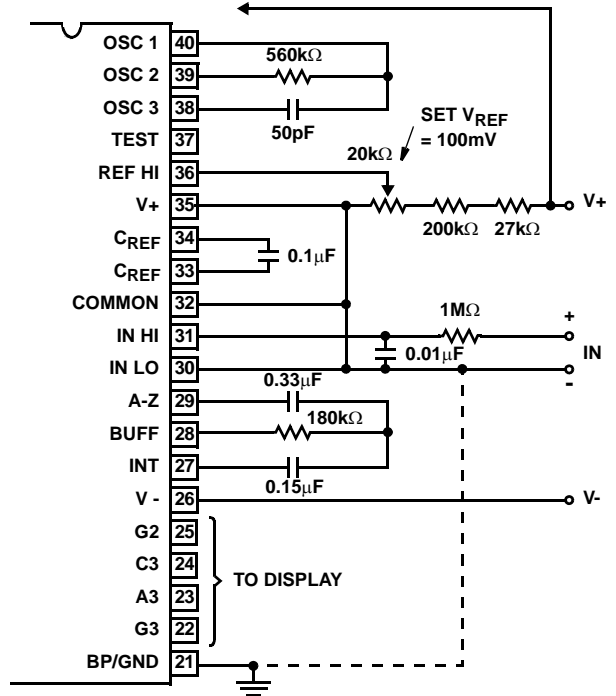 OSC 1 40
560kΩ
OSC 2 39
OSC 3 38
50pF
SET VREF
= 100mV
TEST 37
20kΩ
REF HI 36
V+ 35
V+
200kΩ 27kΩ
CREF 34
0.1µF
CREF 33
COMMON 32
1MΩ
+
IN HI 31
0.01µF
IN
IN LO 30
-
0.33µF
A-Z 29
180kΩ
BUFF 28
INT 27
0.15µF
V - 26
V-
G2 25
C3 24
TO DISPLAY
A3 23
G3 22
BP/GND 21